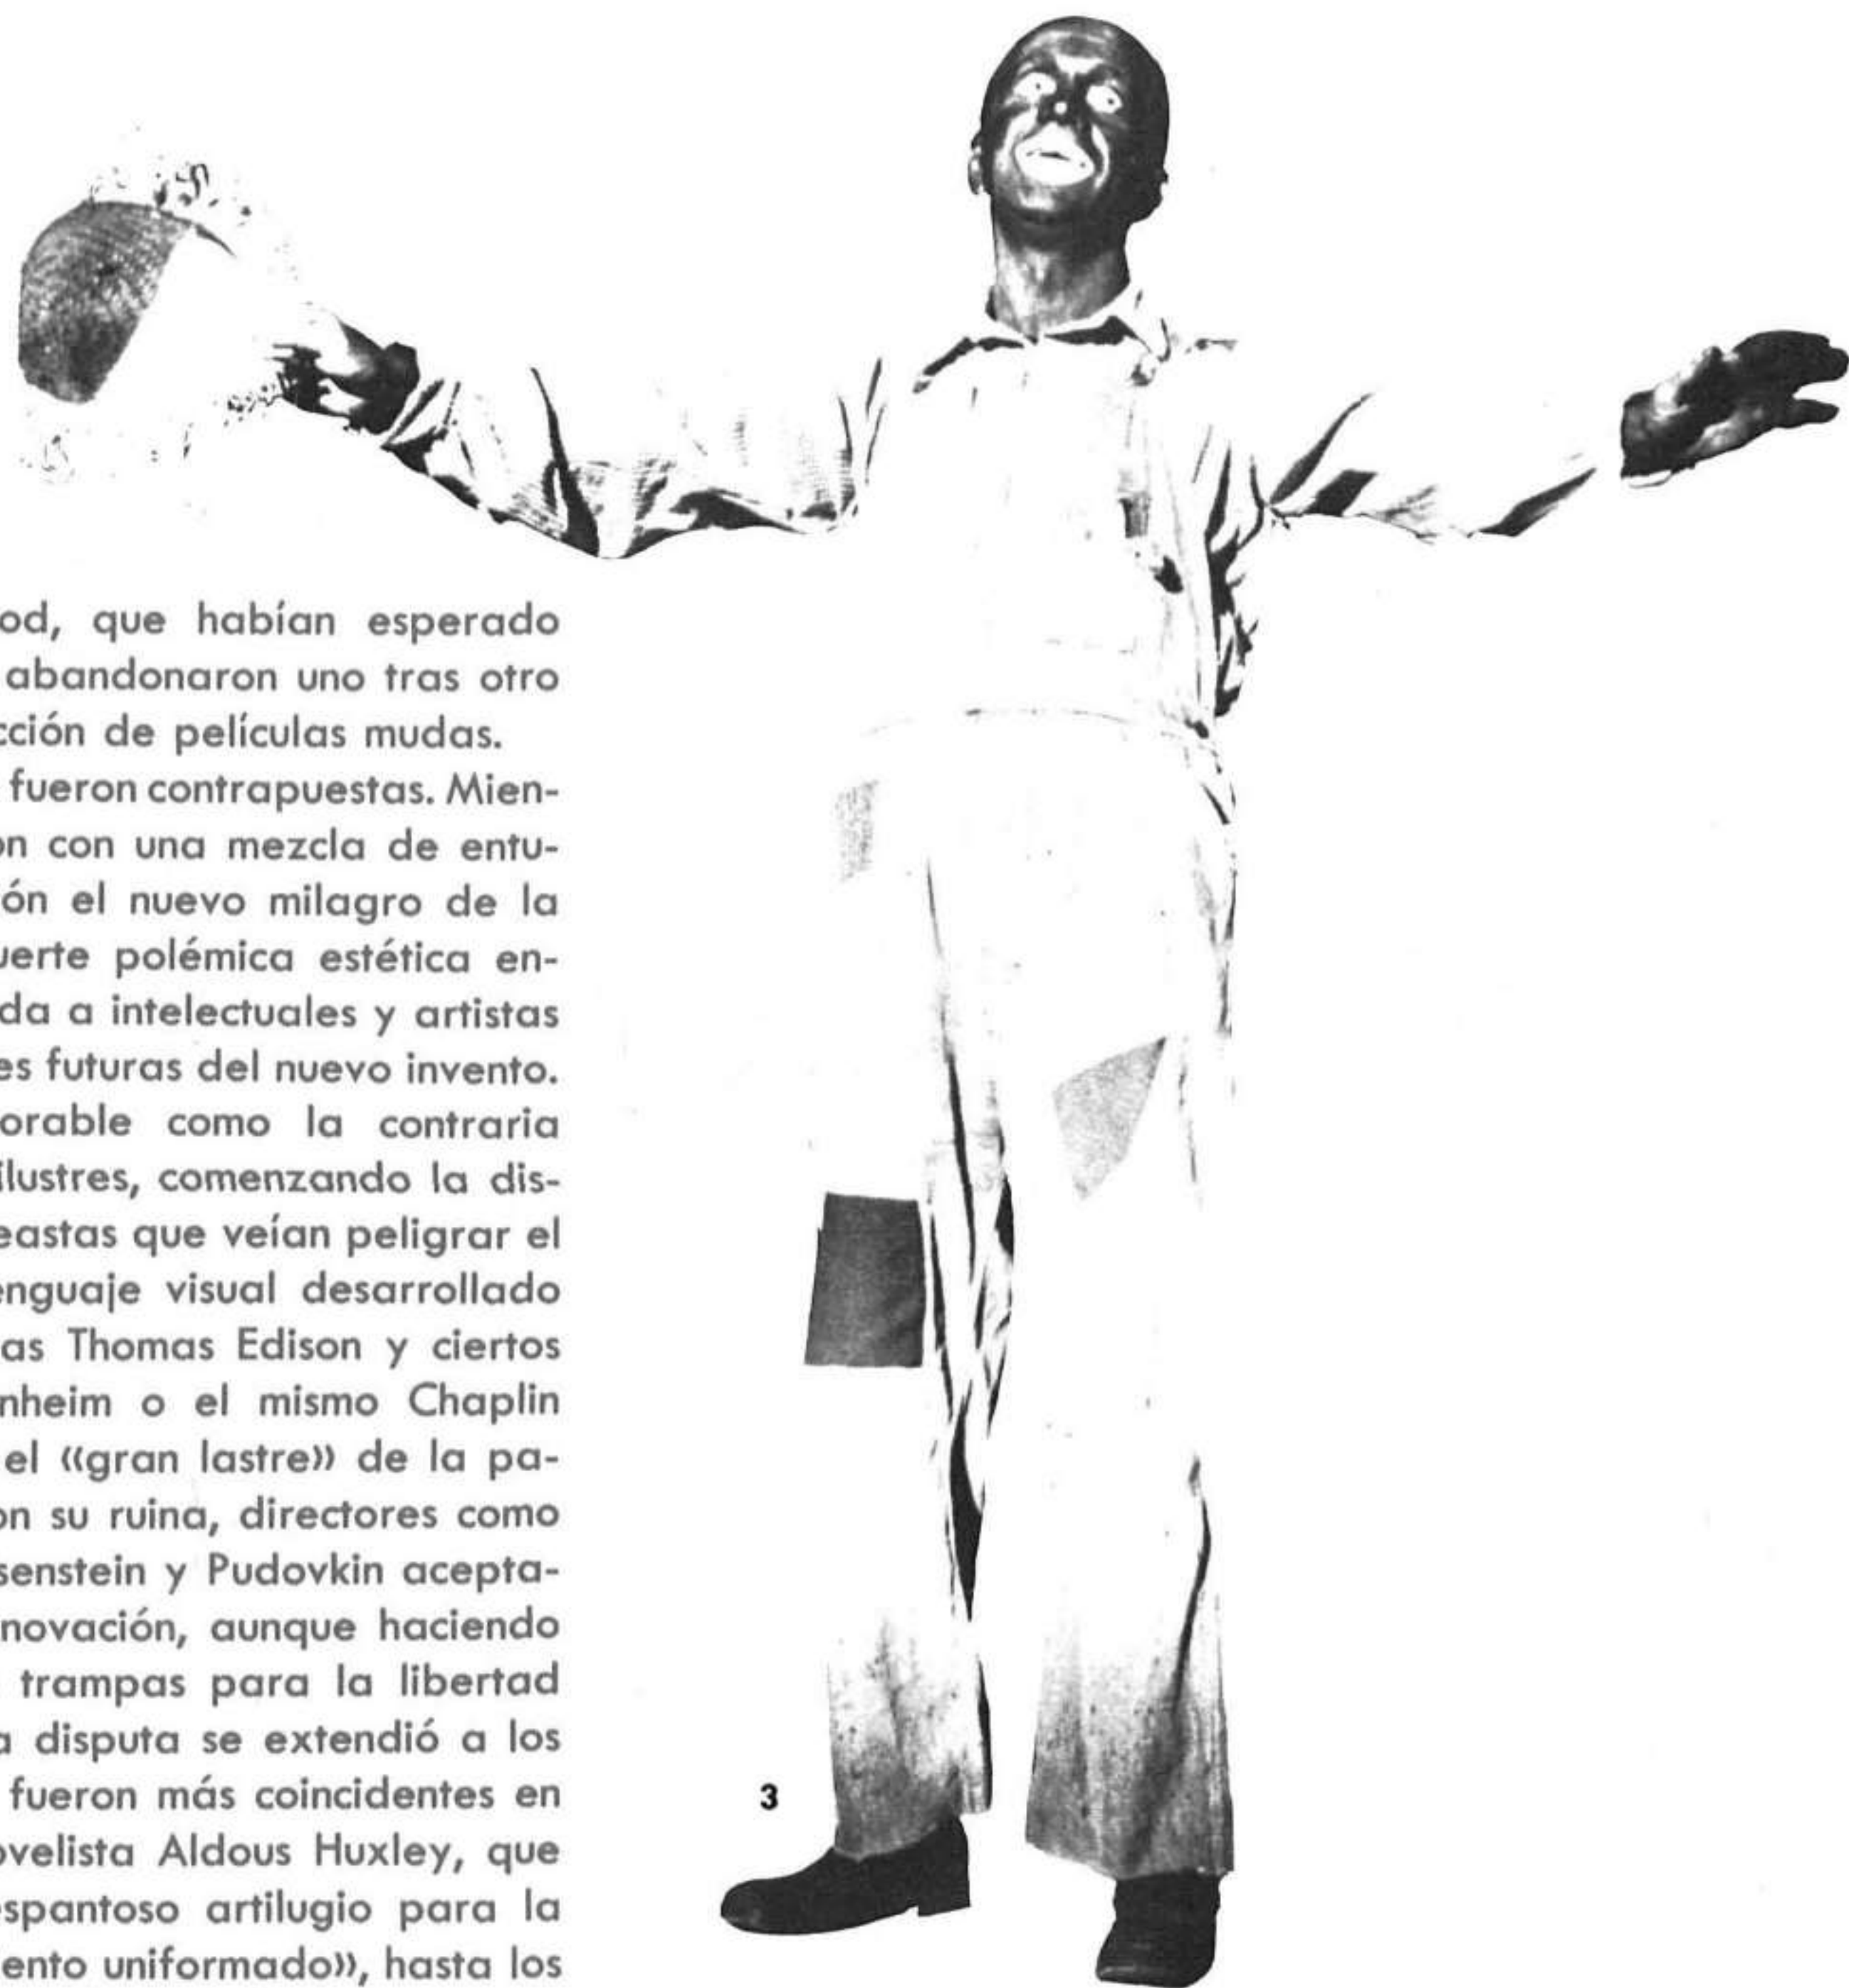 od, que habían esperado
abandonaron uno tras otro
cción de películas mudas.
fueron contrapuestas. Mien-
on con una mezcla de entu-
ión el nuevo milagro de la
uerte polémica estética en-
da a intelectuales y artistas
es futuras del nuevo invento.
orable como la contraria
ilustres, comenzando la dis-
eastas que veían peligrar el
enguaje visual desarrollado
as Thomas Edison y ciertos
nheim o el mismo Chaplin
el «gran lastre» de la pa-
on su ruina, directores como
senstein y Pudovkin acepta-
novación, aunque haciendo
trampas para la libertad
a disputa se extendió a los
fueron más coincidentes en
ovelista Aldous Huxley, que
espantoso artilugio para la
ento uniformado», hasta los
3